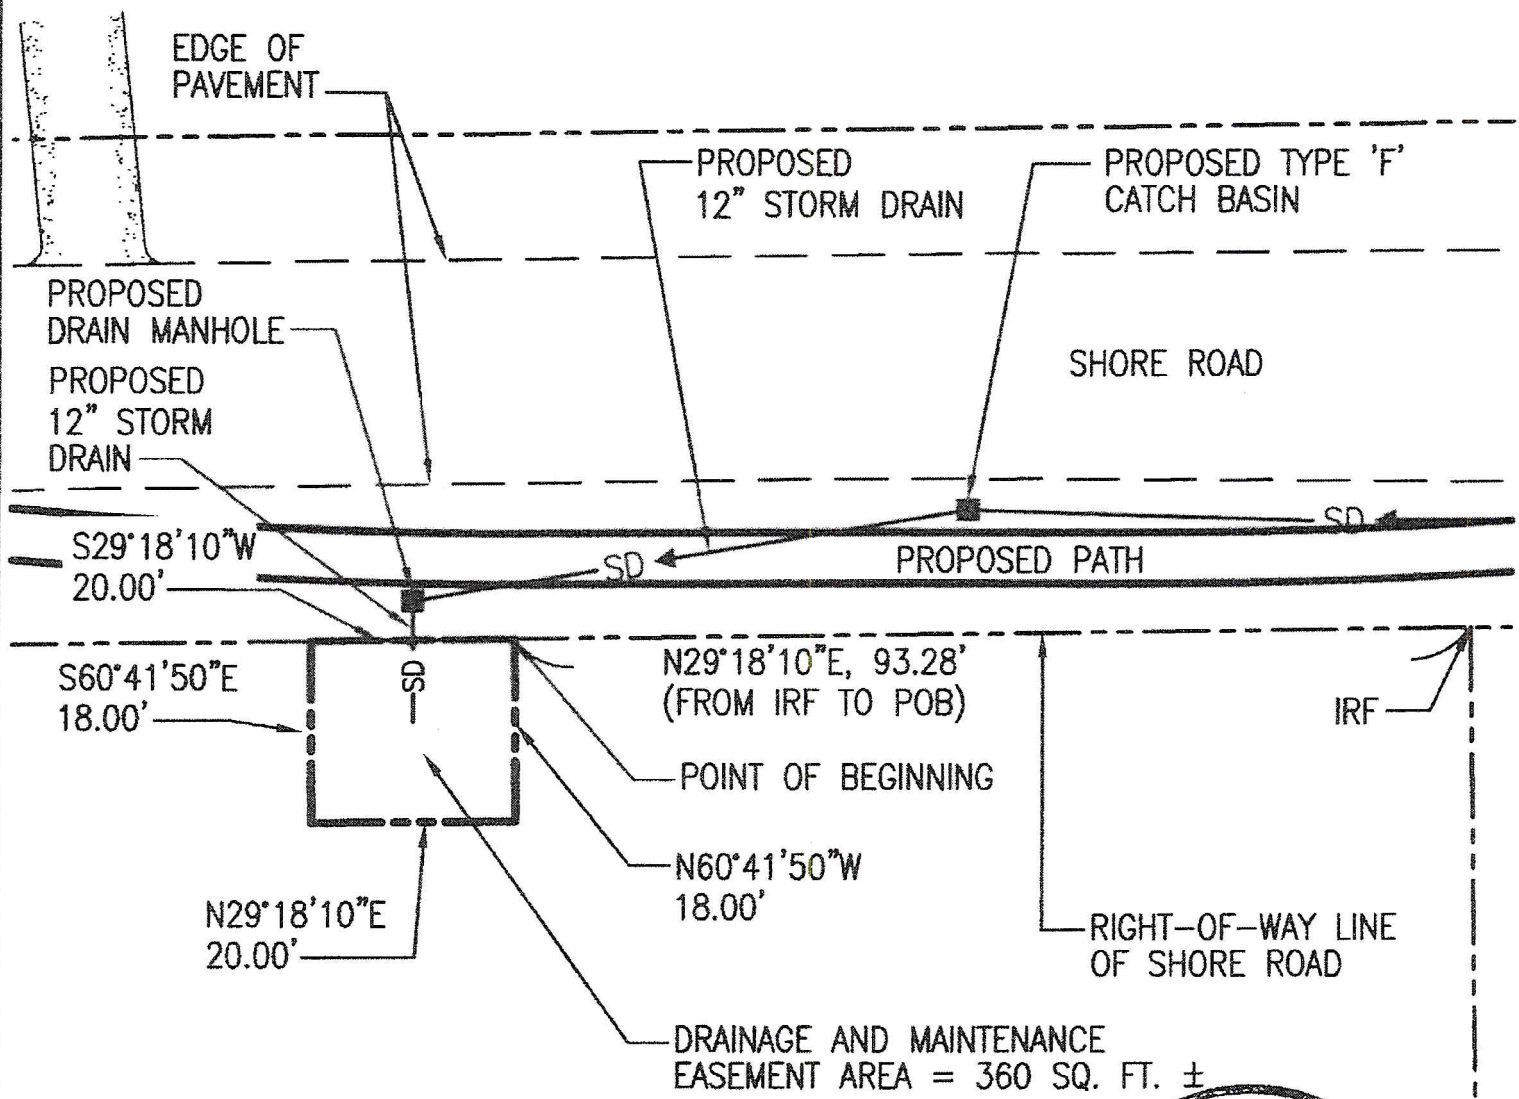 EDGE OF
PAVEMENT
PROPOSED
12" STORM DRAIN
PROPOSED TYPE 'F'
CATCH BASIN
PROPOSED
DRAIN MANHOLE
SHORE ROAD
PROPOSED
12" STORM
DRAIN
SD
S29°18'10"W
20.00'
SD
PROPOSED PATH
S60°41'50"E
18.00'
SD
N29°18'10"E, 93.28'
(FROM IRF TO POB)
IRF
POINT OF BEGINNING
N60°41'50"W
18.00'
N29°18'10"E
20.00'
RIGHT-OF-WAY LINE
OF SHORE ROAD
DRAINAGE AND MAINTENANCE
EASEMENT AREA = 360 SQ. FT. ±